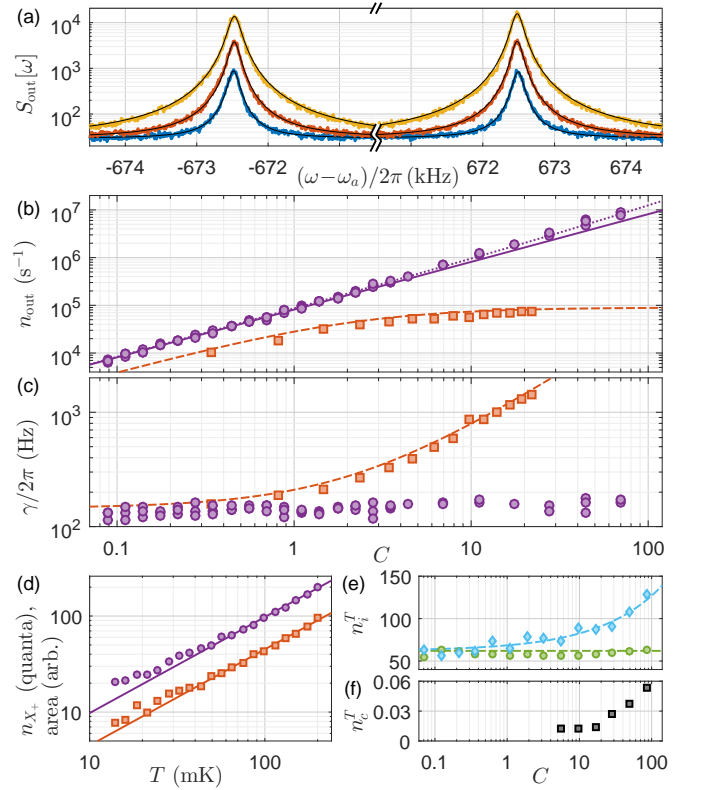 (a)
S_out[ω]
10^4
10^3
10^2
-674 -673 -672 672 673 674
(ω−ω_a)/2π (kHz)
(b)
n_out (s^−1)
10^7
10^6
10^5
10^4
(c)
γ/2π (Hz)
10^3
10^2
0.1 1 10 100
C
(d)
n_X+ (quanta),
area (arb.)
100
10
10 100
T (mK)
(e)
n_i^T
150
100
50
(f)
n_c^T
0.06
0.03
0
0.1 1 10 100
C